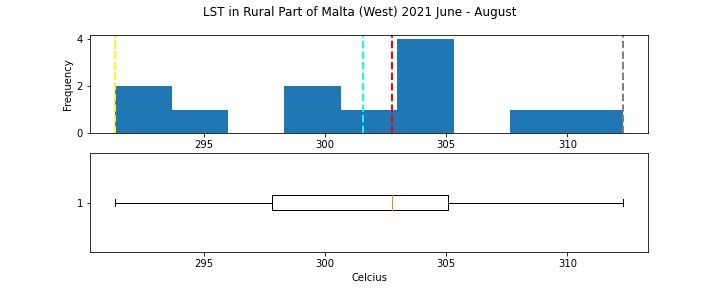 LST in Rural Part of Malta (West) 2021 June - August
4
2
0
Frequency
295 300 305 310
1
295 300 305 310
Celcius